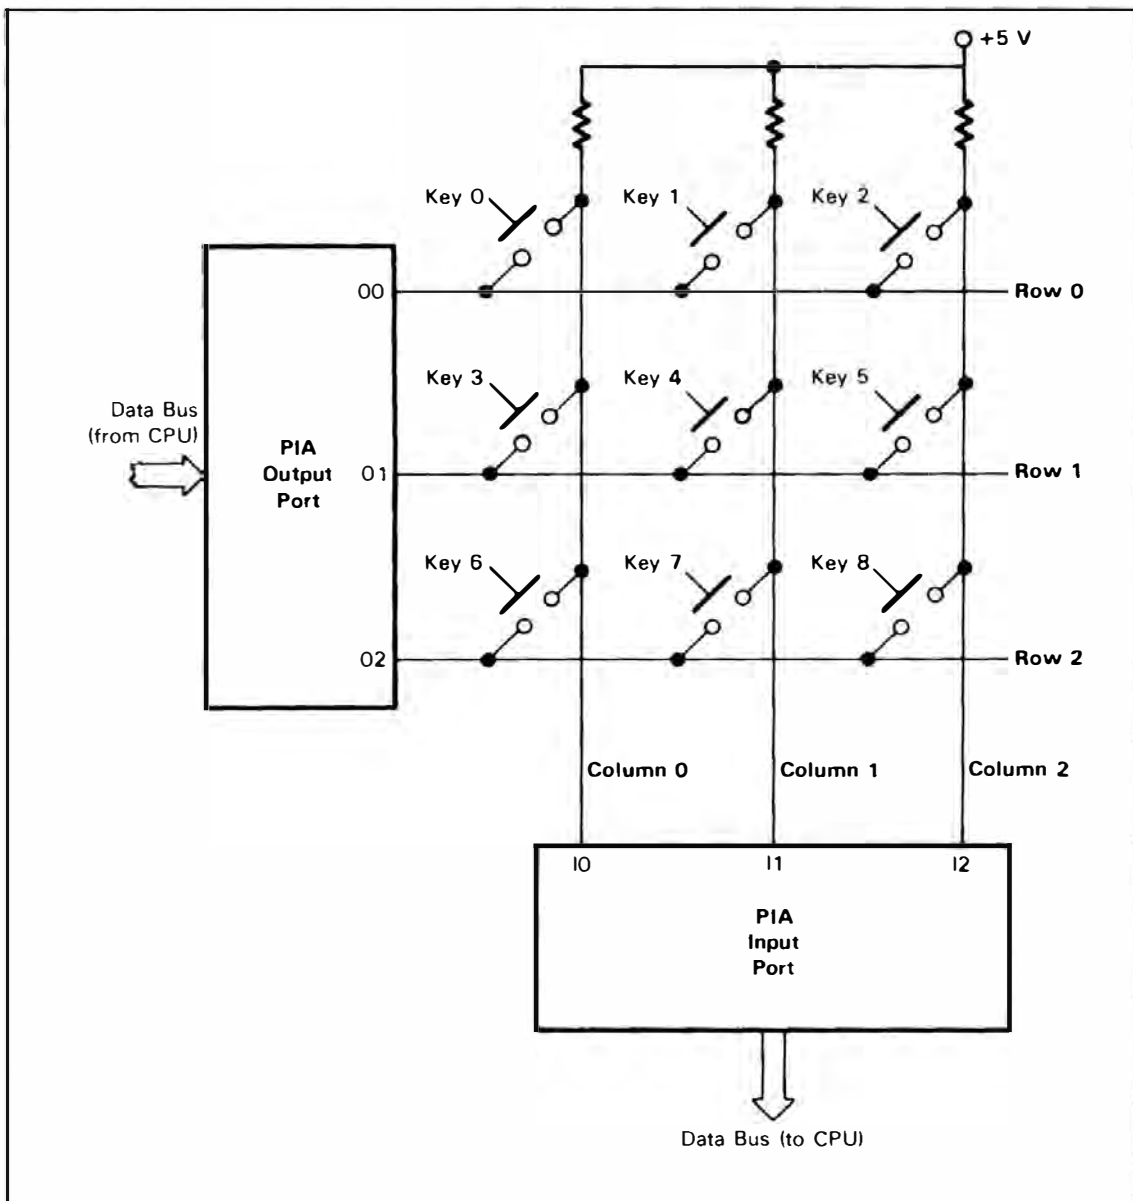 +5 V
Key 0
Key 1
Key 2
00
Row 0
Key 3
Key 4
Key 5
Data Bus
(from CPU)
PIA
Output
Port
01
Row 1
Key 6
Key 7
Key 8
02
Row 2
Column 0
Column 1
Column 2
I0
I1
I2
PIA
Input
Port
Data Bus (to CPU)